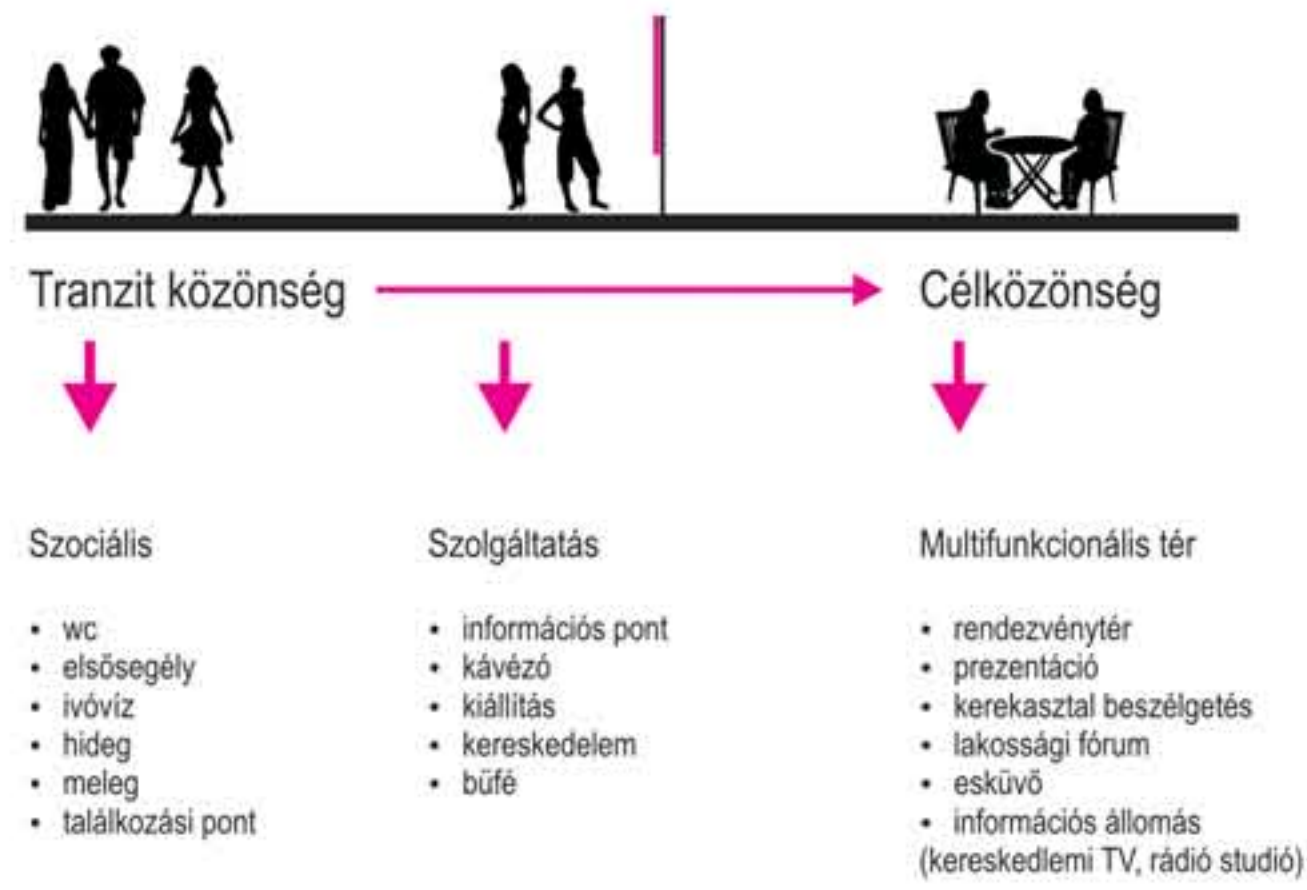 Tranzit közönség
Célközönség
Szociális
• wc
• elsősegély
• ivóvíz
• hideg
• meleg
• találkozási pont
Szolgáltatás
• információs pont
• kávézó
• kiállítás
• kereskedelem
• büfé
Multifunkcionális tér
• rendezvénytér
• prezentáció
• kerekasztal beszélgetés
• lakossági fórum
• esküvő
• információs állomás
(kereskedlemi TV, rádió studió)